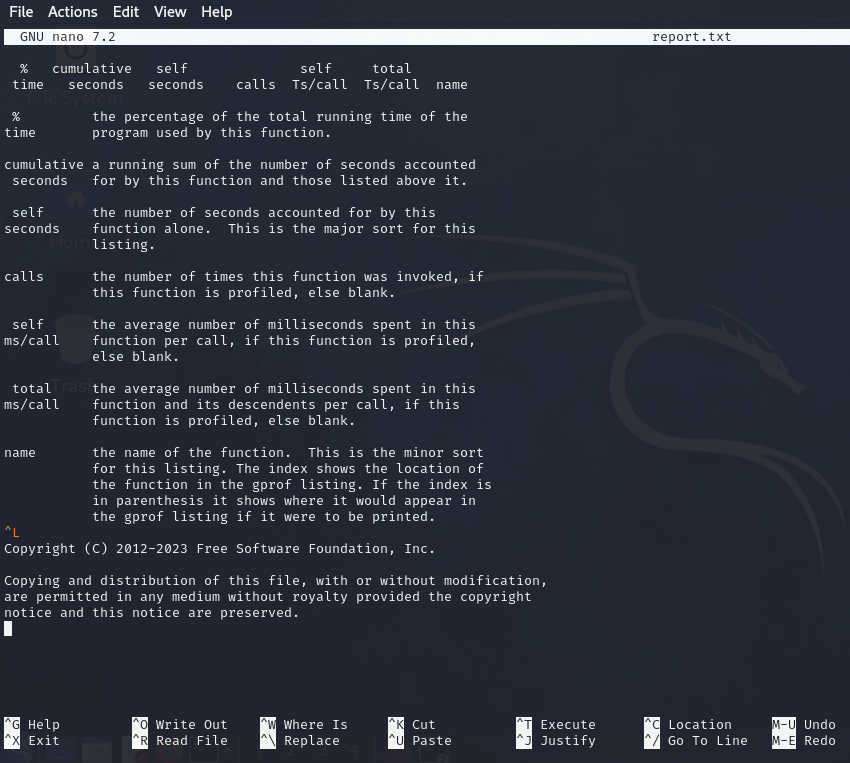 File Actions Edit View Help
GNU nano 7.2 report.txt
% cumulative self self total
time seconds seconds calls Ts/call Ts/call name
% the percentage of the total running time of the
time program used by this function.
cumulative a running sum of the number of seconds accounted
seconds for by this function and those listed above it.
self the number of seconds accounted for by this
seconds function alone. This is the major sort for this
listing.
calls the number of times this function was invoked, if
this function is profiled, else blank.
self the average number of milliseconds spent in this
ms/call function per call, if this function is profiled,
else blank.
total the average number of milliseconds spent in this
ms/call function and its descendents per call, if this
function is profiled, else blank.
name the name of the function. This is the minor sort
for this listing. The index shows the location of
the function in the gprof listing. If the index is
in parenthesis it shows where it would appear in
the gprof listing if it were to be printed.
^L
Copyright (C) 2012-2023 Free Software Foundation, Inc.
Copying and distribution of this file, with or without modification,
are permitted in any medium without royalty provided the copyright
notice and this notice are preserved.
^G Help ^O Write Out ^W Where Is ^K Cut ^T Execute ^C Location M-U Undo
^X Exit ^R Read File ^\ Replace ^U Paste ^J Justify ^/ Go To Line M-E Redo
File System
Home
Trash